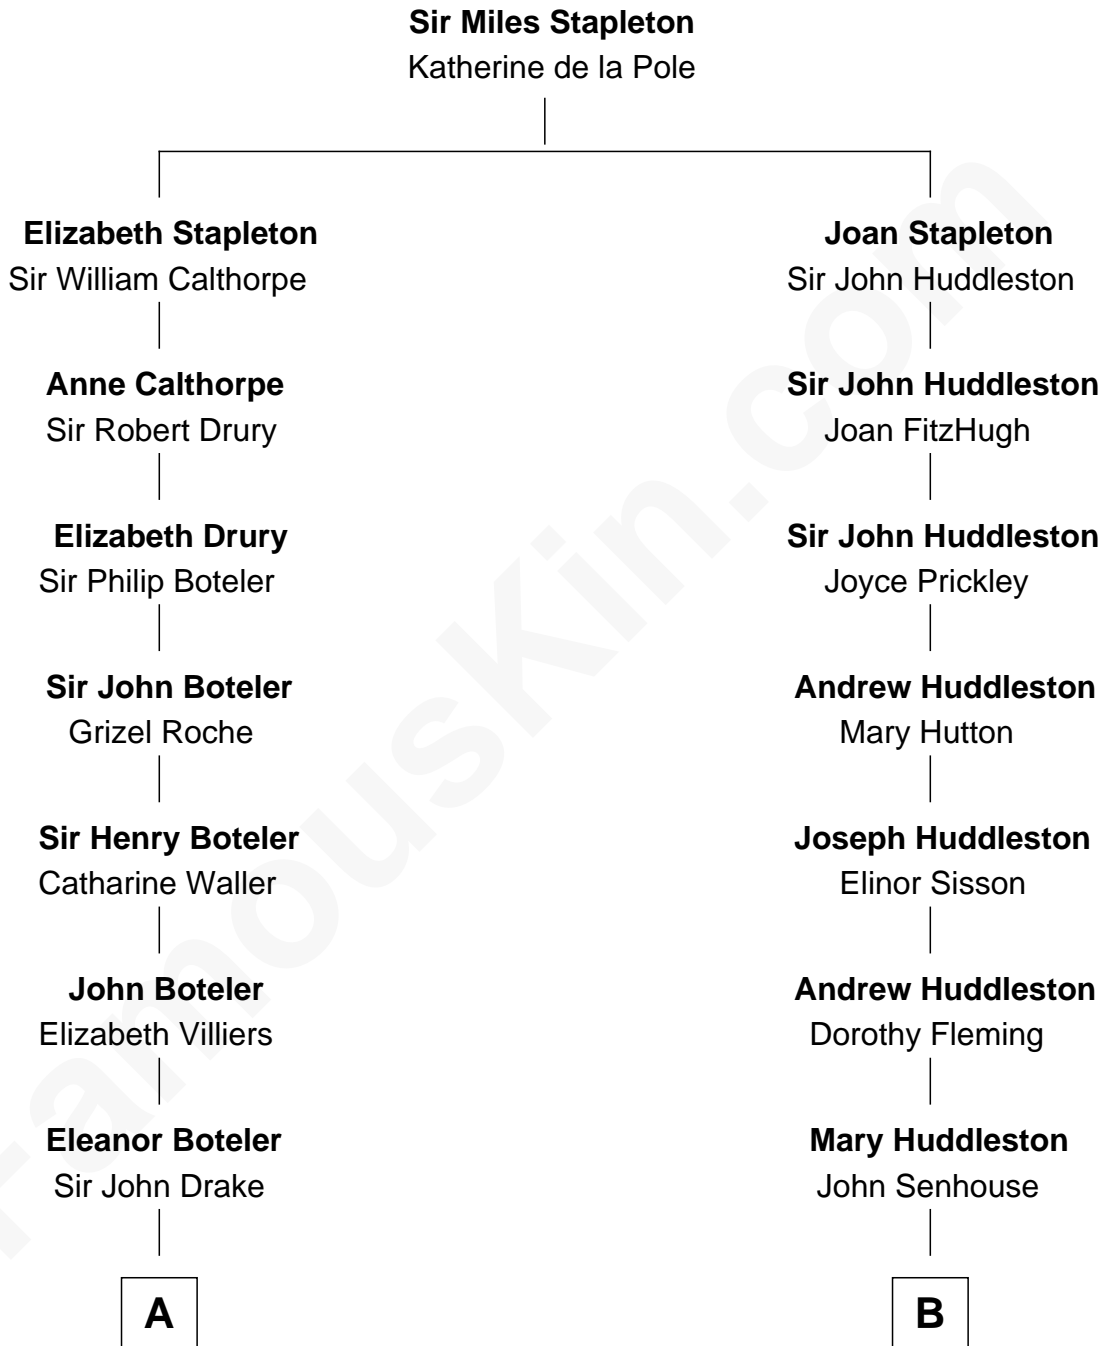 Sir Miles Stapleton
Katherine de la Pole
Elizabeth Stapleton
Sir William Calthorpe
Joan Stapleton
Sir John Huddleston
Anne Calthorpe
Sir Robert Drury
Sir John Huddleston
Joan FitzHugh
Elizabeth Drury
Sir Philip Boteler
Sir John Huddleston
Joyce Prickley
Sir John Boteler
Grizel Roche
Andrew Huddleston
Mary Hutton
Sir Henry Boteler
Catharine Waller
Joseph Huddleston
Elinor Sisson
John Boteler
Elizabeth Villiers
Andrew Huddleston
Dorothy Fleming
Eleanor Boteler
Sir John Drake
Mary Huddleston
John Senhouse
A
B
FamousKin.com